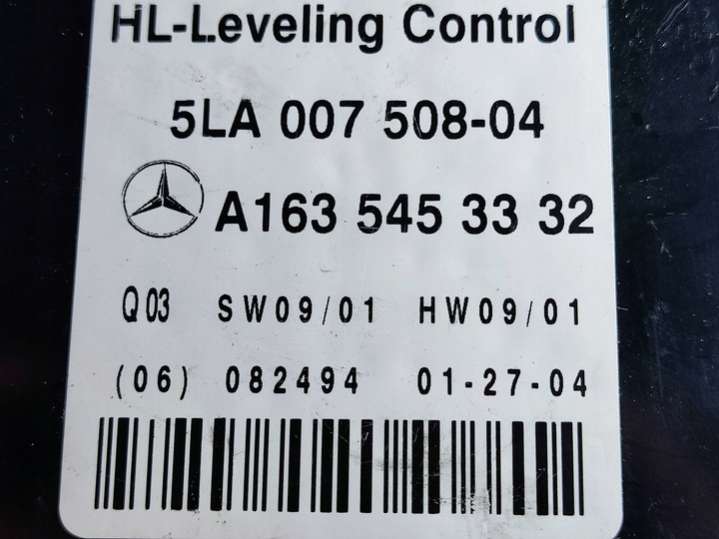 HL-Leveling Control
5LA 007 508-04
A163 545 33 32
Q03 SW09/01 HW09/01
(06) 082494 01-27-04